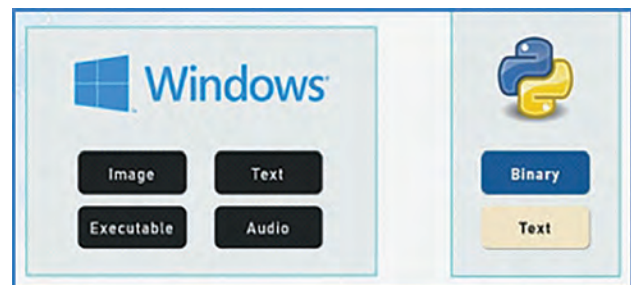 Windows
Image Text
Executable Audio
Binary
Text